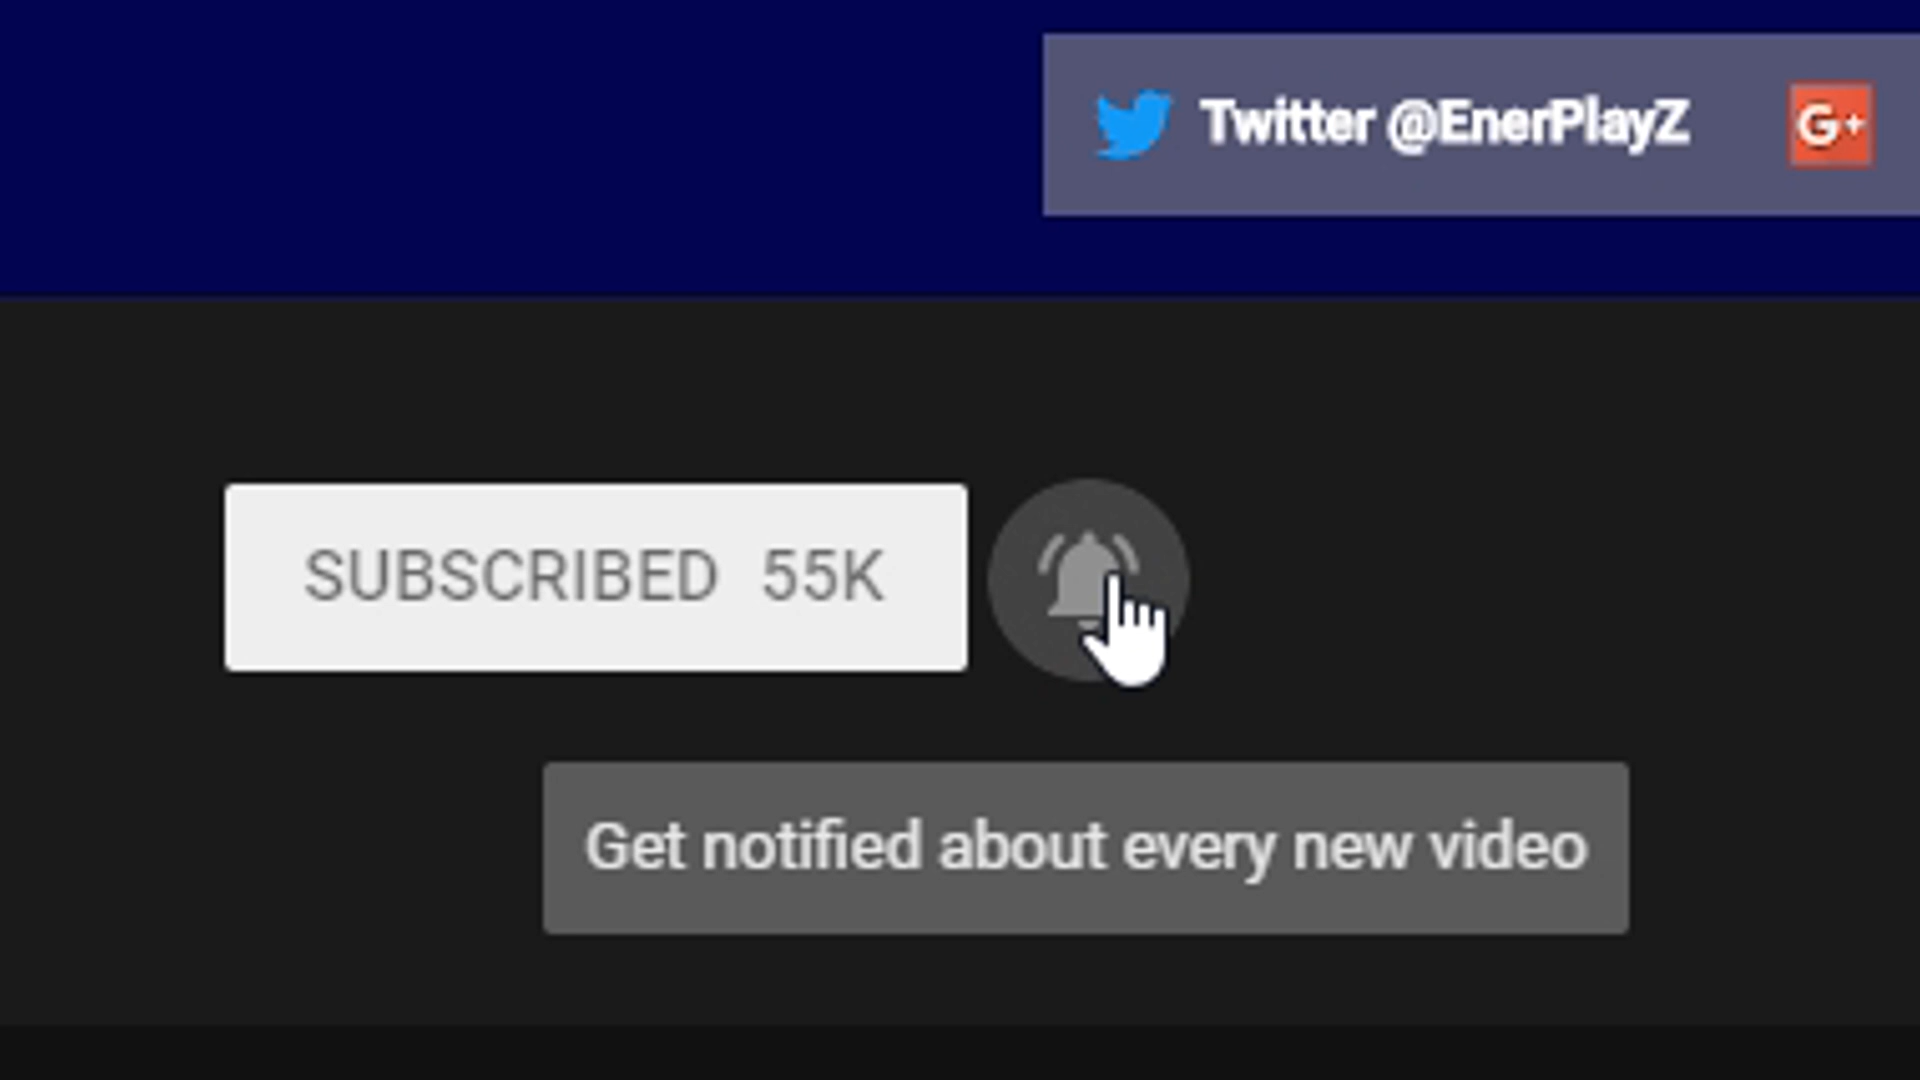 Twitter @EnerPlayZ
G+
SUBSCRIBED 55K
Get notified about every new video